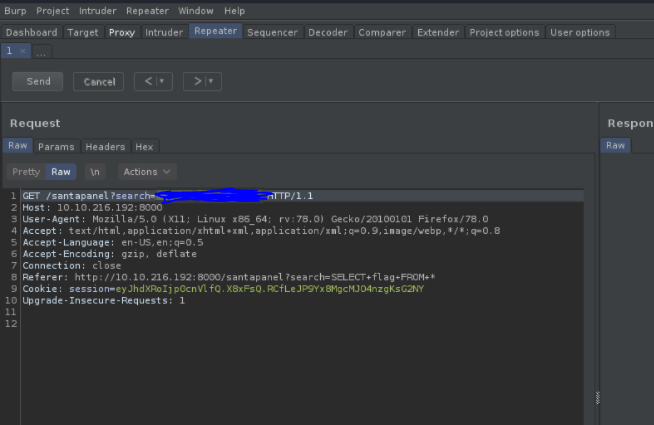 Burp Project Intruder Repeater Window Help
Dashboard Target Proxy Intruder Repeater Sequencer Decoder Comparer Extender Project options User options
1 × ...
Send Cancel < >
Request
Respon
Raw Params Headers Hex
Raw
Pretty Raw \n Actions
1 GET /santapanel?search= HTTP/1.1
2 Host: 10.10.216.192:8000
3 User-Agent: Mozilla/5.0 (X11; Linux x86_64; rv:78.0) Gecko/20100101 Firefox/78.0
4 Accept: text/html,application/xhtml+xml,application/xml;q=0.9,image/webp,*/*;q=0.8
5 Accept-Language: en-US,en;q=0.5
6 Accept-Encoding: gzip, deflate
7 Connection: close
8 Referer: http://10.10.216.192:8000/santapanel?search=SELECT+flag+FROM+*
9 Cookie: session=
10 Upgrade-Insecure-Requests: 1
11
12